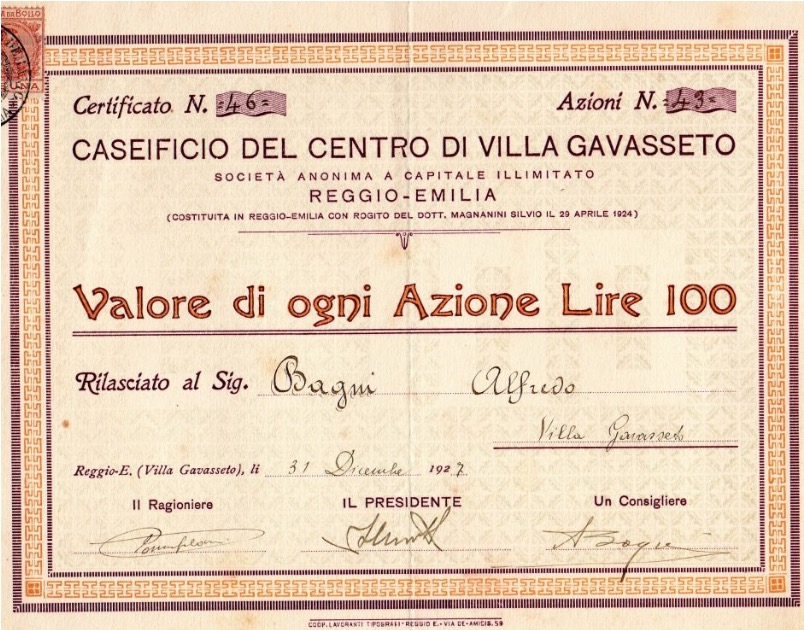 DA BOLLO
Certificato N. =46= Azioni N. =43=
CASEIFICIO DEL CENTRO DI VILLA GAVASSETO
SOCIETÀ ANONIMA A CAPITALE ILLIMITATO
REGGIO-EMILIA
(COSTITUITA IN REGGIO-EMILIA CON ROGITO DEL DOTT. MAGNANINI SILVIO IL 29 APRILE 1924)
Valore di ogni Azione Lire 100
Rilasciato al Sig. Bagni Alfredo
Villa Gavasseto
Reggio-E. (Villa Gavasseto), li 31 Dicembre 1927
Il Ragioniere IL PRESIDENTE Un Consigliere
COOP. LAVORANTI TIPOGRAFI - REGGIO E. - VIA DE-AMICIS, 59